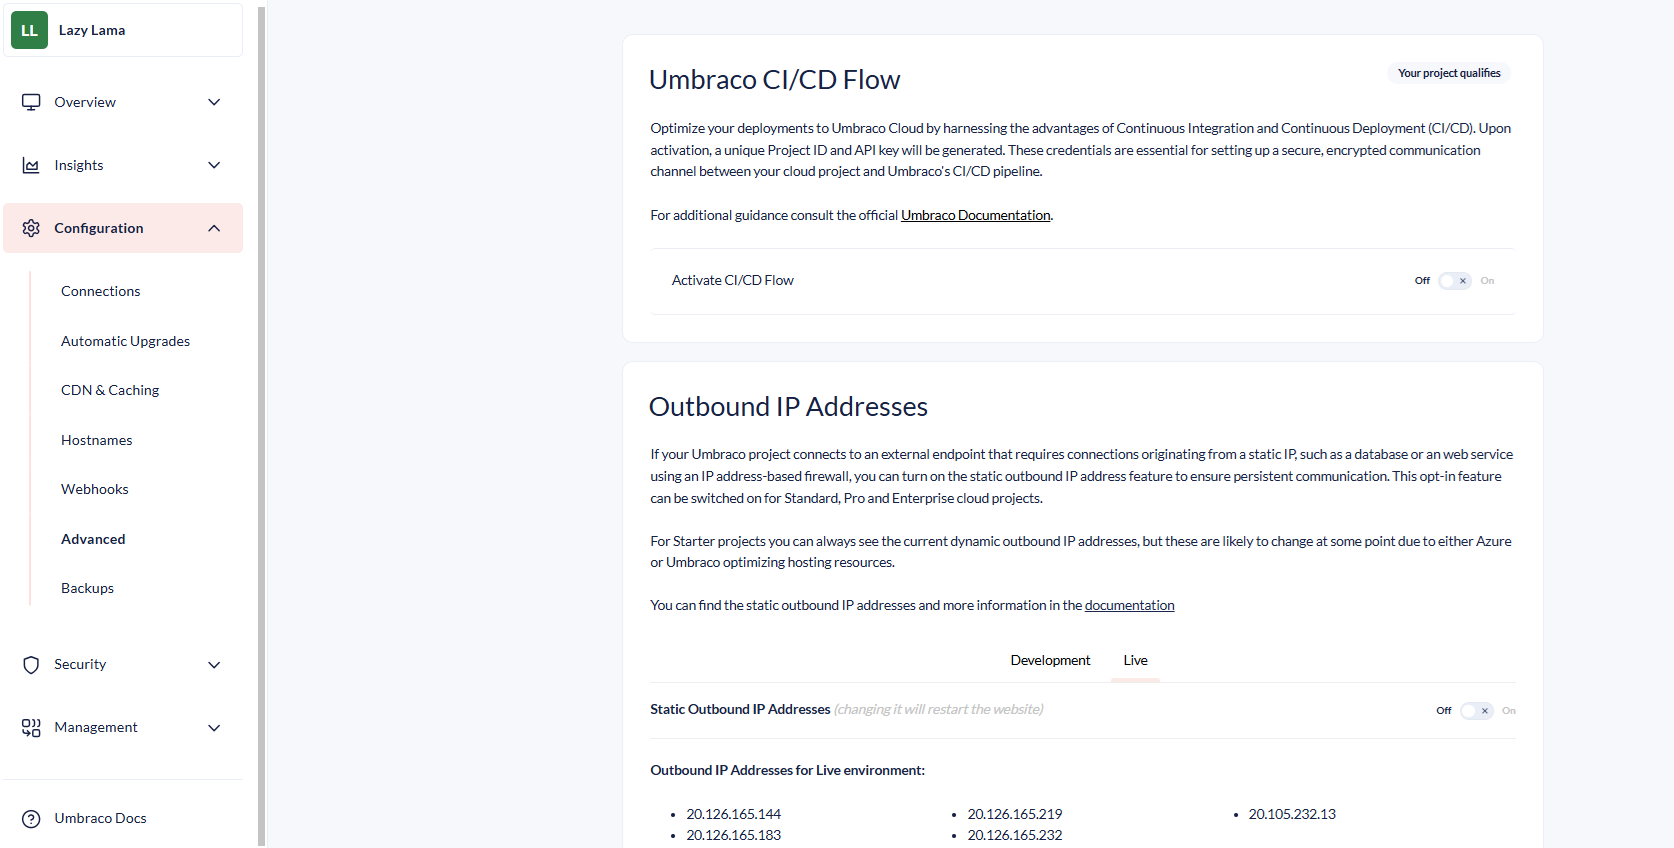 LL Lazy Lama
Overview
Insights
Configuration
Connections
Automatic Upgrades
CDN & Caching
Hostnames
Webhooks
Advanced
Backups
Security
Management
Umbraco Docs
Umbraco CI/CD Flow
Your project qualifies
Optimize your deployments to Umbraco Cloud by harnessing the advantages of Continuous Integration and Continuous Deployment (CI/CD). Upon
activation, a unique Project ID and API key will be generated. These credentials are essential for setting up a secure, encrypted communication
channel between your cloud project and Umbraco's CI/CD pipeline.
For additional guidance consult the official Umbraco Documentation.
Activate CI/CD Flow
Off On
Outbound IP Addresses
If your Umbraco project connects to an external endpoint that requires connections originating from a static IP, such as a database or an web service
using an IP address-based firewall, you can turn on the static outbound IP address feature to ensure persistent communication. This opt-in feature
can be switched on for Standard, Pro and Enterprise cloud projects.
For Starter projects you can always see the current dynamic outbound IP addresses, but these are likely to change at some point due to either Azure
or Umbraco optimizing hosting resources.
You can find the static outbound IP addresses and more information in the documentation
Development Live
Static Outbound IP Addresses (changing it will restart the website)
Off On
Outbound IP Addresses for Live environment:
• 20.126.165.144 • 20.126.165.219 • 20.105.232.13
• 20.126.165.183 • 20.126.165.232